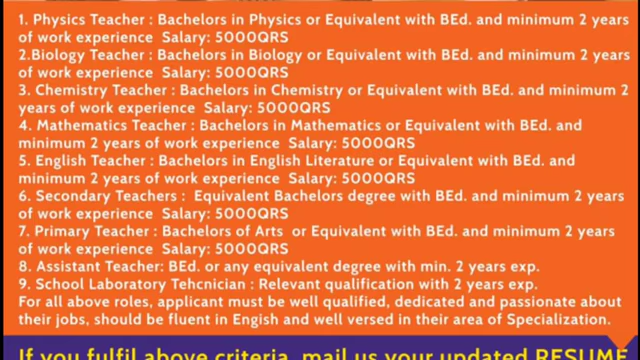 1. Physics Teacher : Bachelors in Physics or Equivalent with BEd. and minimum 2 years
of work experience Salary: 5000QRS
2.Biology Teacher : Bachelors in Biology or Equivalent with BEd. and minimum 2 years
of work experience Salary: 5000QRS
3. Chemistry Teacher : Bachelors in Chemistry or Equivalent with BEd. and minimum 2
years of work experience Salary: 5000QRS
4. Mathematics Teacher : Bachelors in Mathematics or Equivalent with BEd. and
minimum 2 years of work experience Salary: 5000QRS
5. English Teacher : Bachelors in English Literature or Equivalent with BEd. and
minimum 2 years of work experience Salary: 5000QRS
6. Secondary Teachers : Equivalent Bachelors degree with BEd. and minimum 2 years
of work experience Salary: 5000QRS
7. Primary Teacher : Bachelors of Arts or Equivalent with BEd. and minimum 2 years
of work experience Salary: 5000QRS
8. Assistant Teacher: BEd. or any equivalent degree with min. 2 years exp.
9. School Laboratory Tehcnician : Relevant qualification with 2 years exp.
For all above roles, applicant must be well qualified, dedicated and passionate about
their jobs, should be fluent in Engish and well versed in their area of Specialization.
If you fulfil above criteria, mail us your updated RESUME